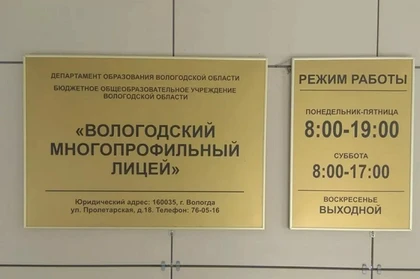 ДЕПАРТАМЕНТ ОБРАЗОВАНИЯ ВОЛОГОДСКОЙ ОБЛАСТИ
БЮДЖЕТНОЕ ОБЩЕОБРАЗОВАТЕЛЬНОЕ УЧРЕЖДЕНИЕ
ВОЛОГОДСКОЙ ОБЛАСТИ
«ВОЛОГОДСКИЙ
МНОГОПРОФИЛЬНЫЙ
ЛИЦЕЙ»
Юридический адрес: 160035, г. Вологда
ул. Пролетарская, д.18. Телефон: 76-05-16
РЕЖИМ РАБОТЫ
ПОНЕДЕЛЬНИК-ПЯТНИЦА
8:00-19:00
СУББОТА
8:00-17:00
ВОСКРЕСЕНЬЕ
ВЫХОДНОЙ